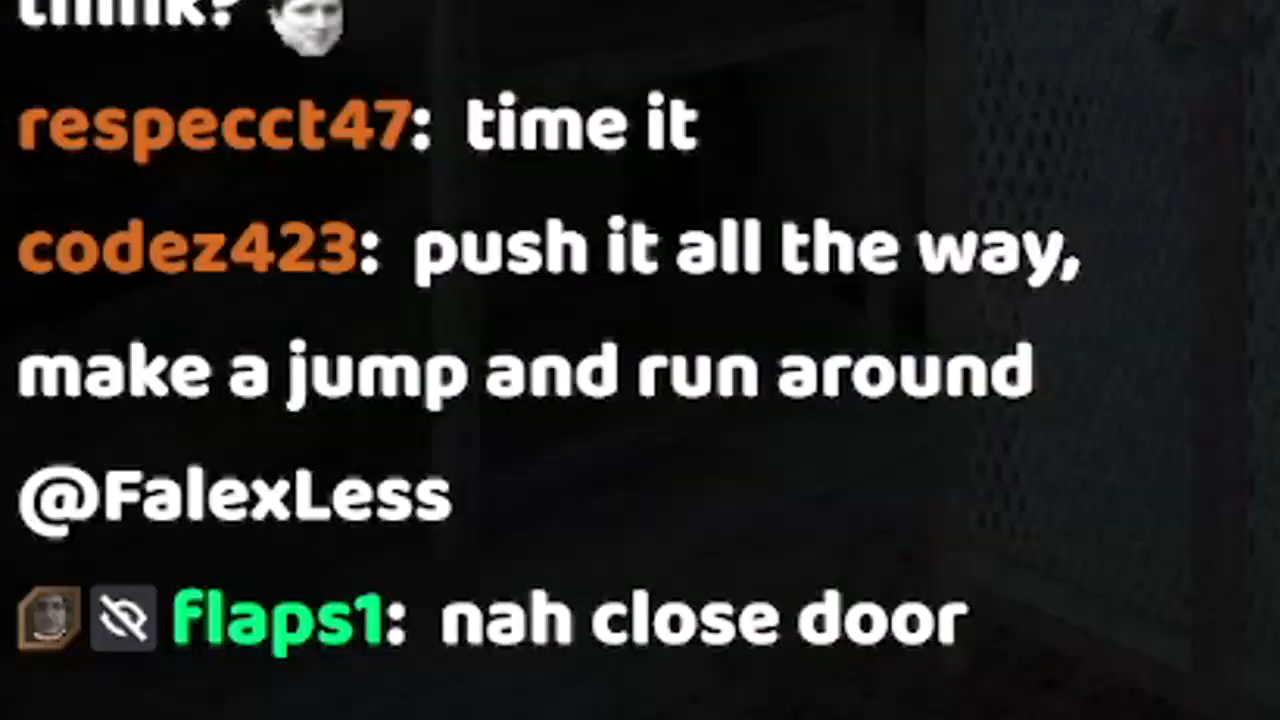 think?
respecct47: time it
codez423: push it all the way,
make a jump and run around
@FalexLess
flaps1: nah close door